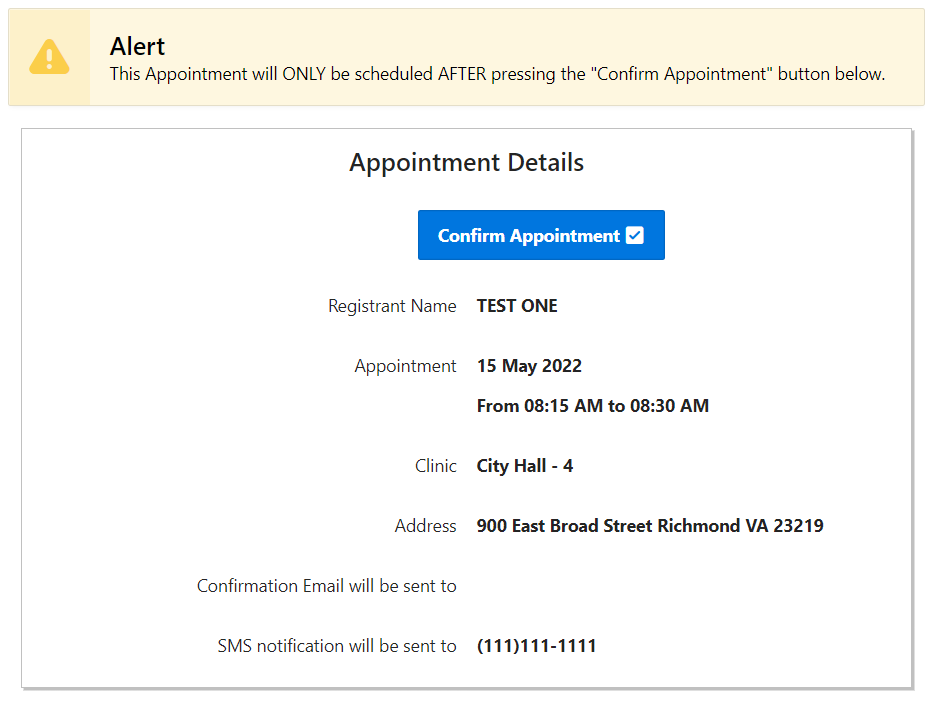 Alert
This Appointment will ONLY be scheduled AFTER pressing the "Confirm Appointment" button below.
Appointment Details
Confirm Appointment
Registrant Name TEST ONE
Appointment 15 May 2022
From 08:15 AM to 08:30 AM
Clinic City Hall - 4
Address 900 East Broad Street Richmond VA 23219
Confirmation Email will be sent to
SMS notification will be sent to (111)111-1111